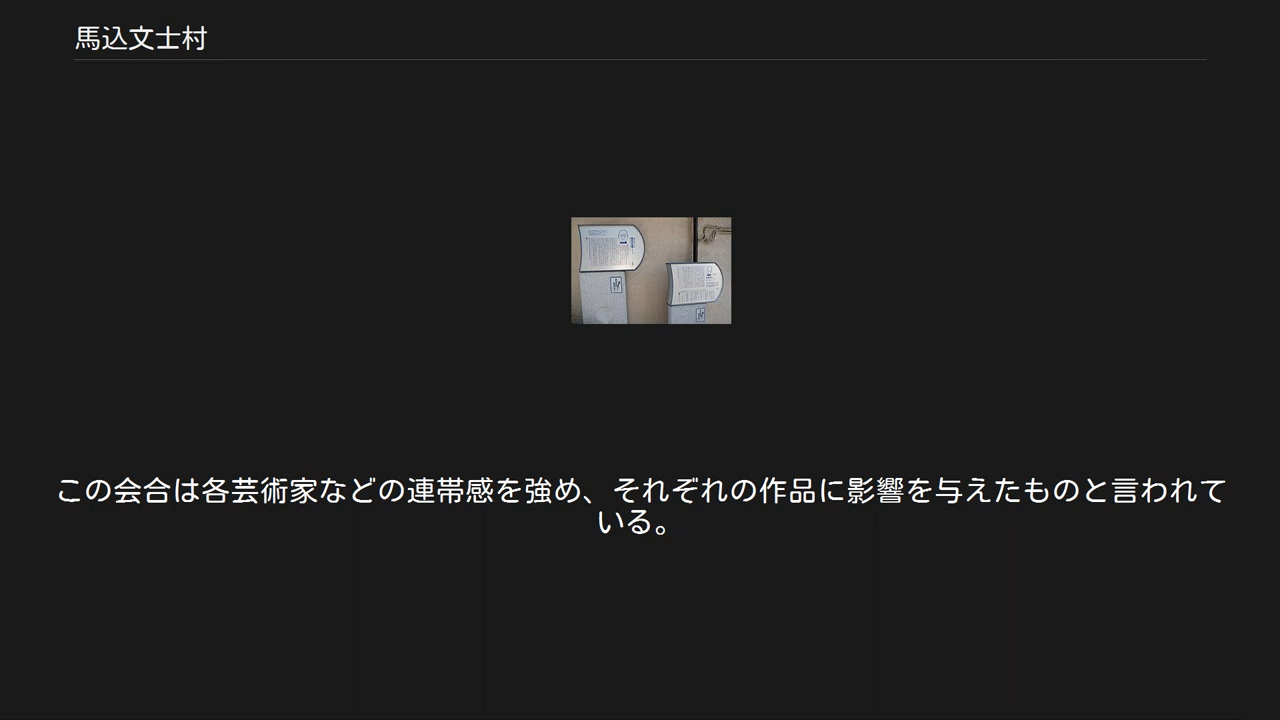 馬込文士村
この会合は各芸術家などの連帯感を強め、それぞれの作品に影響を与えたものと言われて
いる。